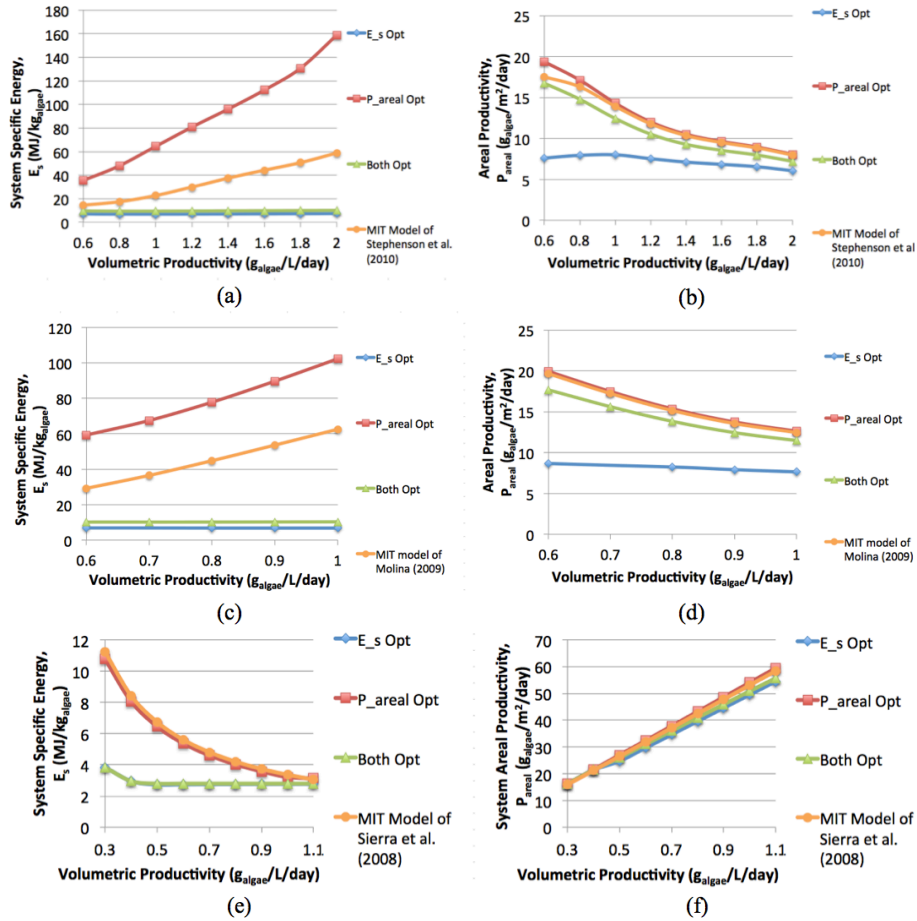 System Specific Energy,
E_s (MJ/kg_algae)
180
160
140
120
100
80
60
40
20
0
0.6 0.8 1 1.2 1.4 1.6 1.8 2
Volumetric Productivity (g_algae/L/day)
E_s Opt
P_areal Opt
Both Opt
MIT Model of
Stephenson et al.
(2010)
(a)
Areal Productivity,
P_areal (g_algae/m²/day)
25
20
15
10
5
0
0.6 0.8 1 1.2 1.4 1.6 1.8 2
Volumetric Productivity (g_algae/L/day)
E_s Opt
P_areal Opt
Both Opt
MIT Model of
Stephenson et al
(2010)
(b)
System Specific Energy,
E_s (MJ/kg_algae)
120
100
80
60
40
20
0
0.6 0.7 0.8 0.9 1
Volumetric Productivity (g_algae/L/day)
E_s Opt
P_areal Opt
Both Opt
MIT model of
Molina (2009)
(c)
Areal Productivity,
P_areal (g_algae/m²/day)
25
20
15
10
5
0
0.6 0.7 0.8 0.9 1
Volumetric Productivity (g_algae/L/day)
E_s Opt
P_areal Opt
Both Opt
MIT model of
Molina (2009)
(d)
System Specific Energy,
E_s (MJ/kg_algae)
12
10
8
6
4
2
0
0.3 0.5 0.7 0.9 1.1
Volumetric Productivity (g_algae/L/day)
E_s Opt
P_areal Opt
Both Opt
MIT Model of
Sierra et al.
(2008)
(e)
System Areal Productivity,
P_areal (g_algae/m²/day)
70
60
50
40
30
20
10
0
0.3 0.5 0.7 0.9 1.1
Volumetric Productivity (g_algae/L/day)
E_s Opt
P_areal Opt
Both Opt
MIT Model of
Sierra et al.
(2008)
(f)